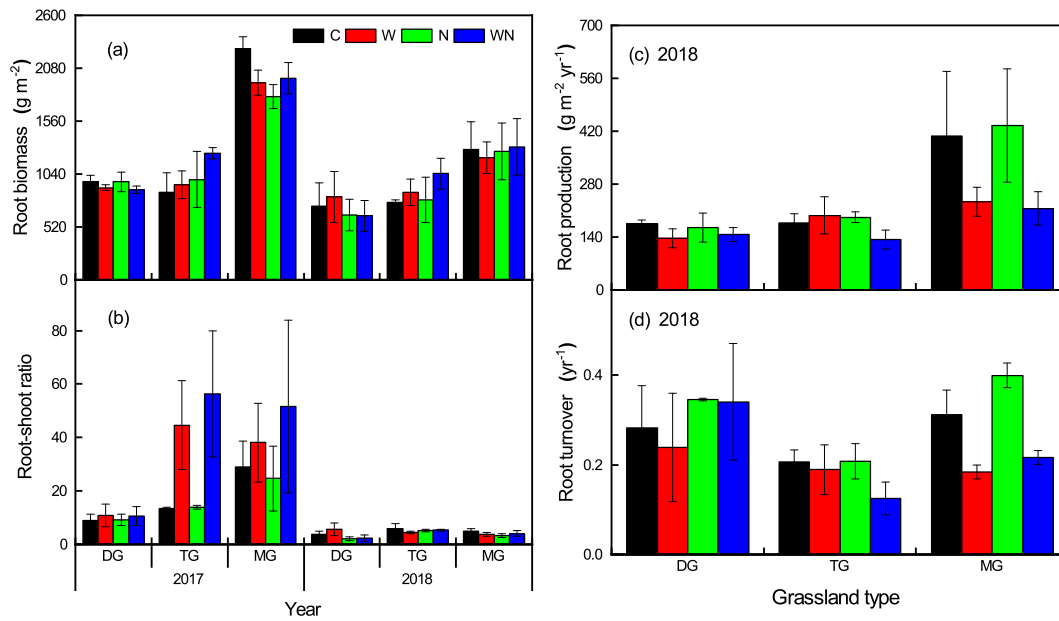 (a)
C W N WN
Root biomass (g m⁻²)
2600
2080
1560
1040
520
0
(b)
Root-shoot ratio
80
60
40
20
0
DG TG MG DG TG MG
2017 2018
Year
(c) 2018
Root production (g m⁻² yr⁻¹)
700
560
420
280
140
0
(d) 2018
Root turnover (yr⁻¹)
0.4
0.2
0.0
DG TG MG
Grassland type